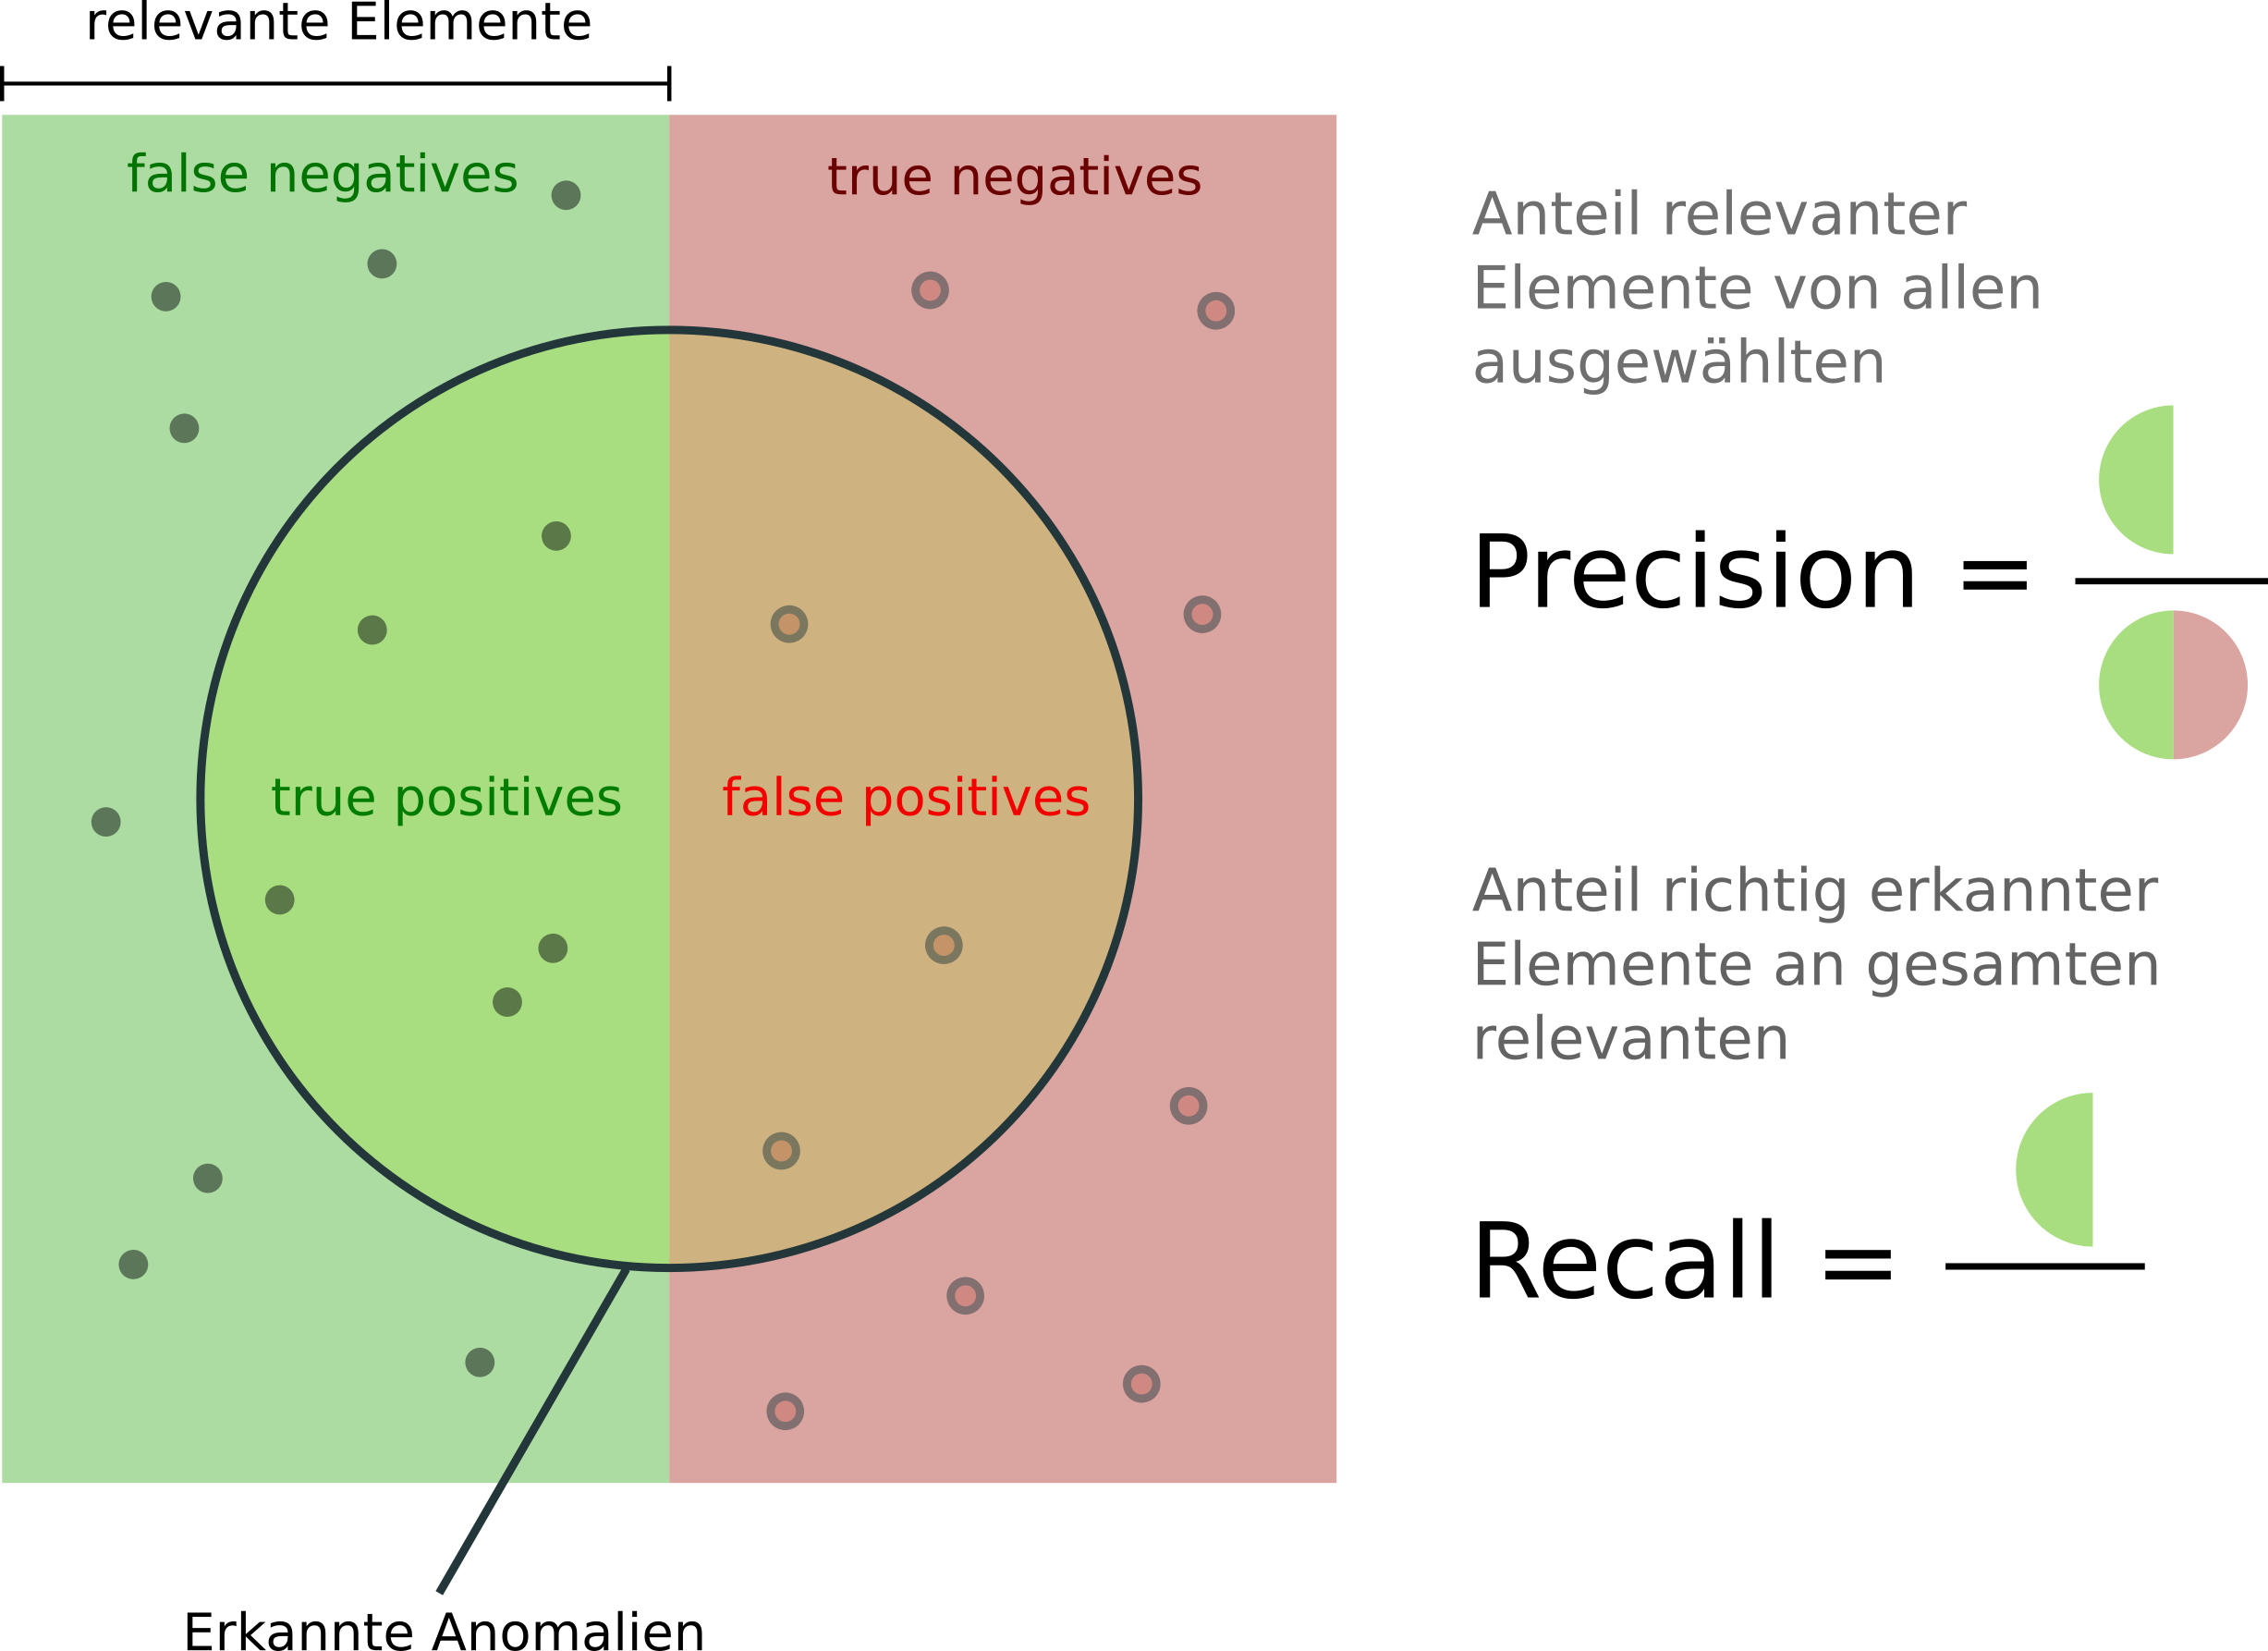 relevante Elemente
false negatives
true negatives
true positives
false positives
Erkannte Anomalien
Anteil relevanter
Elemente von allen
ausgewählten
Precision =
Anteil richtig erkannter
Elemente an gesamten
relevanten
Recall =